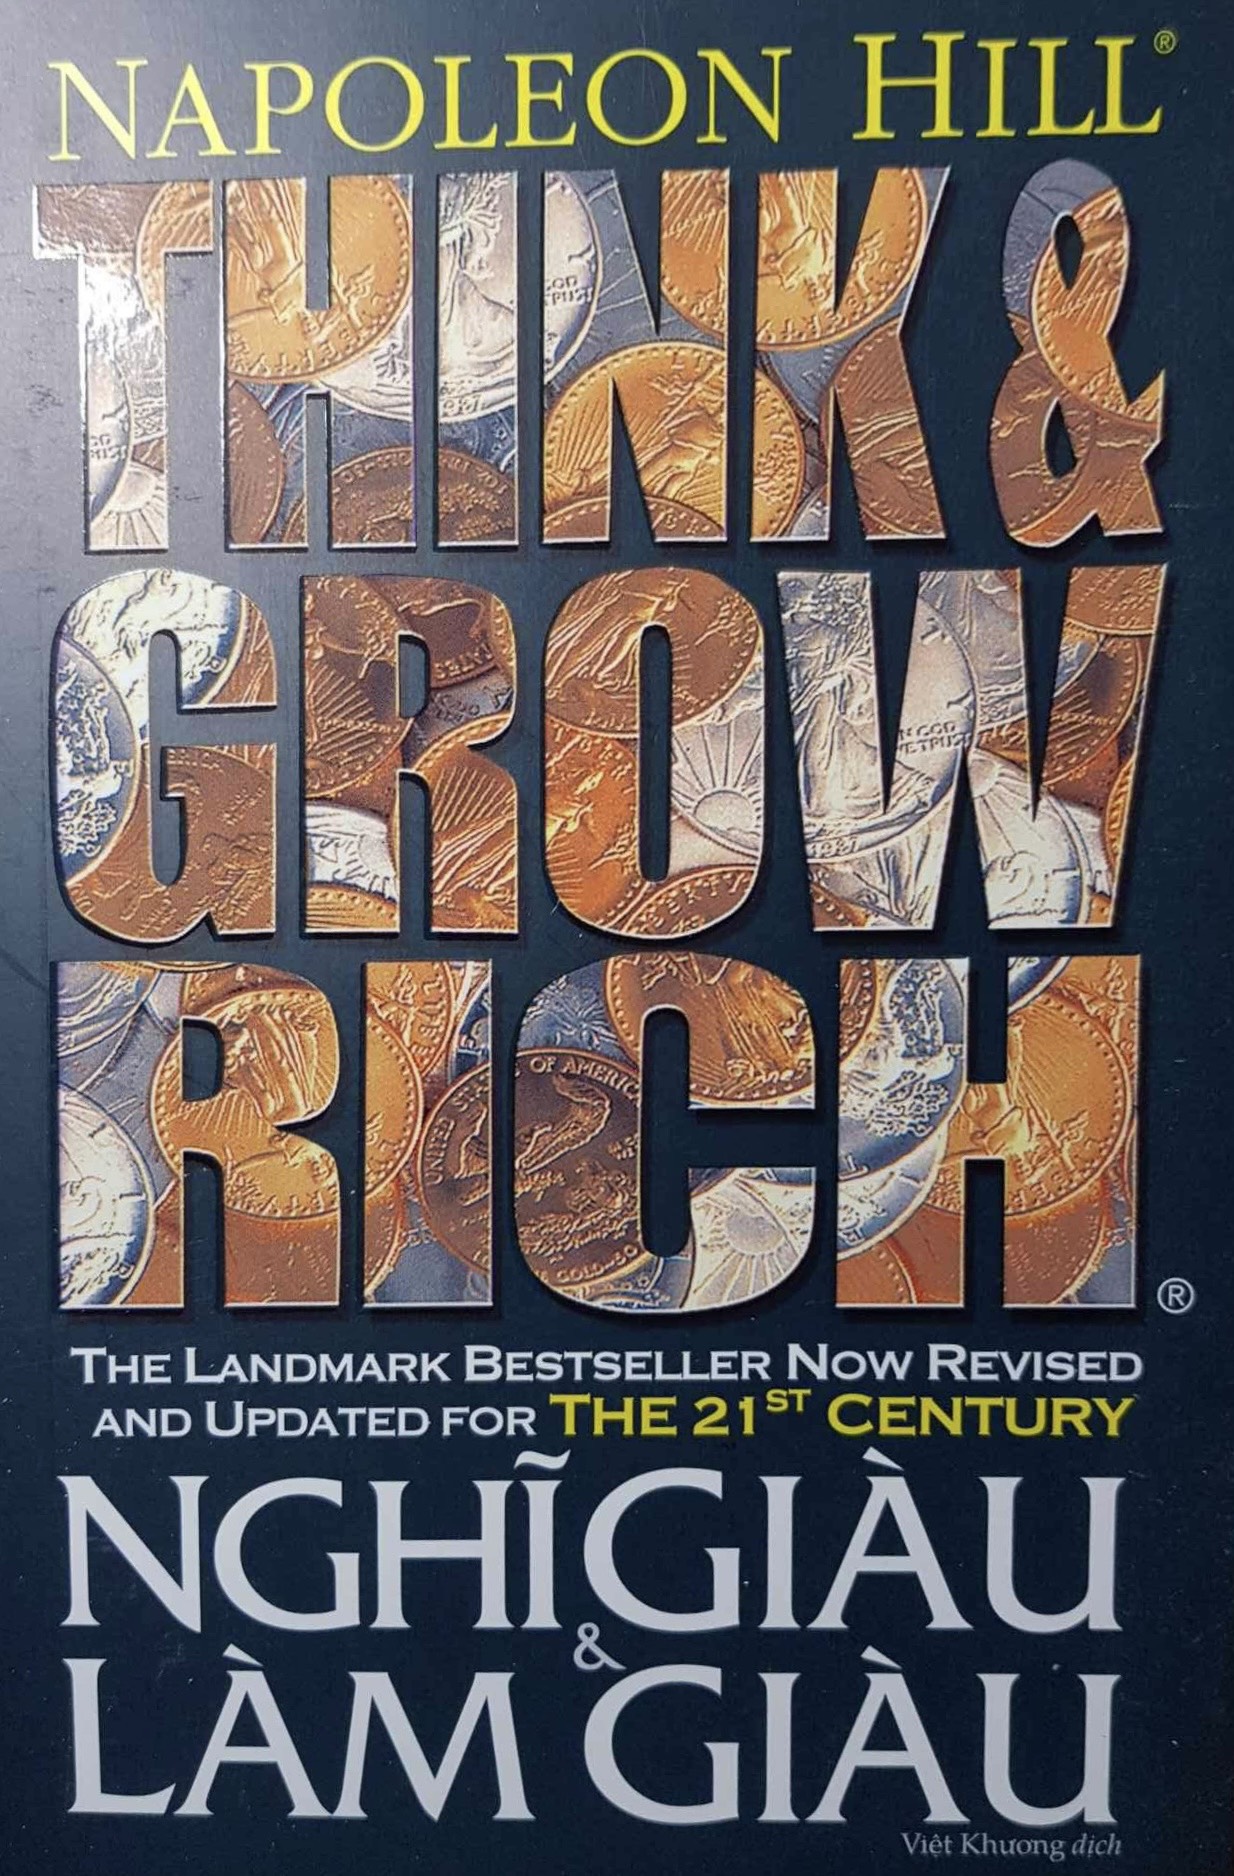 NAPOLEON HILL®
THINK &
GROW
RICH®
THE LANDMARK BESTSELLER NOW REVISED
AND UPDATED FOR THE 21ST CENTURY
NGHĨ GIÀU
&
LÀM GIÀU
Việt Khương dịch